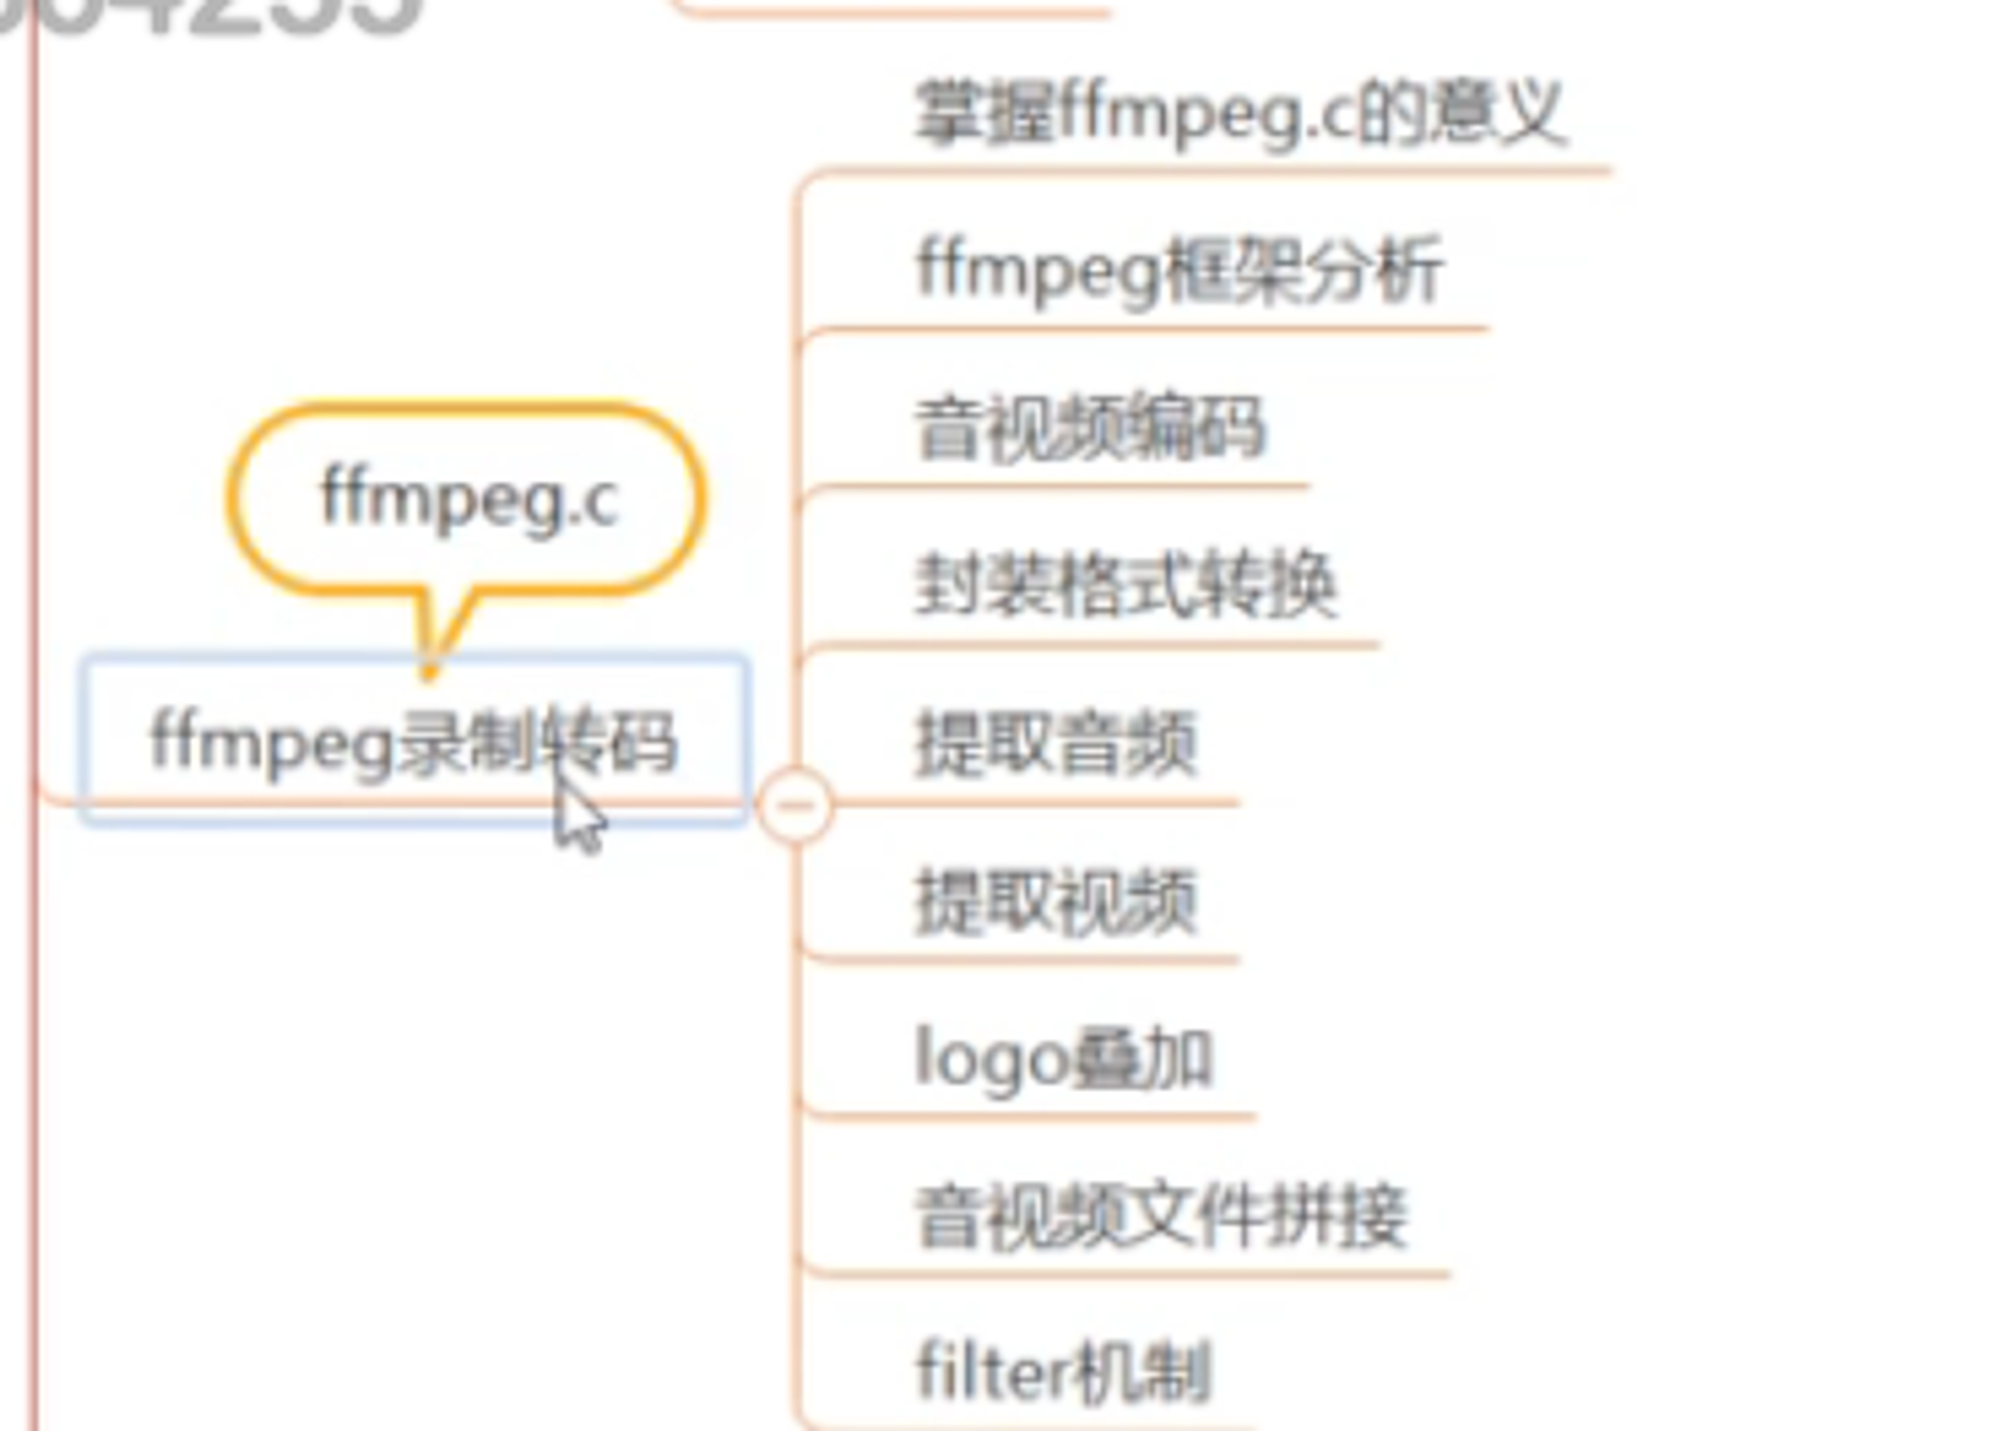 掌握ffmpeg.c的意义
ffmpeg框架分析
音视频编码
封装格式转换
ffmpeg.c
ffmpeg录制转码
提取音频
提取视频
logo叠加
音视频文件拼接
filter机制